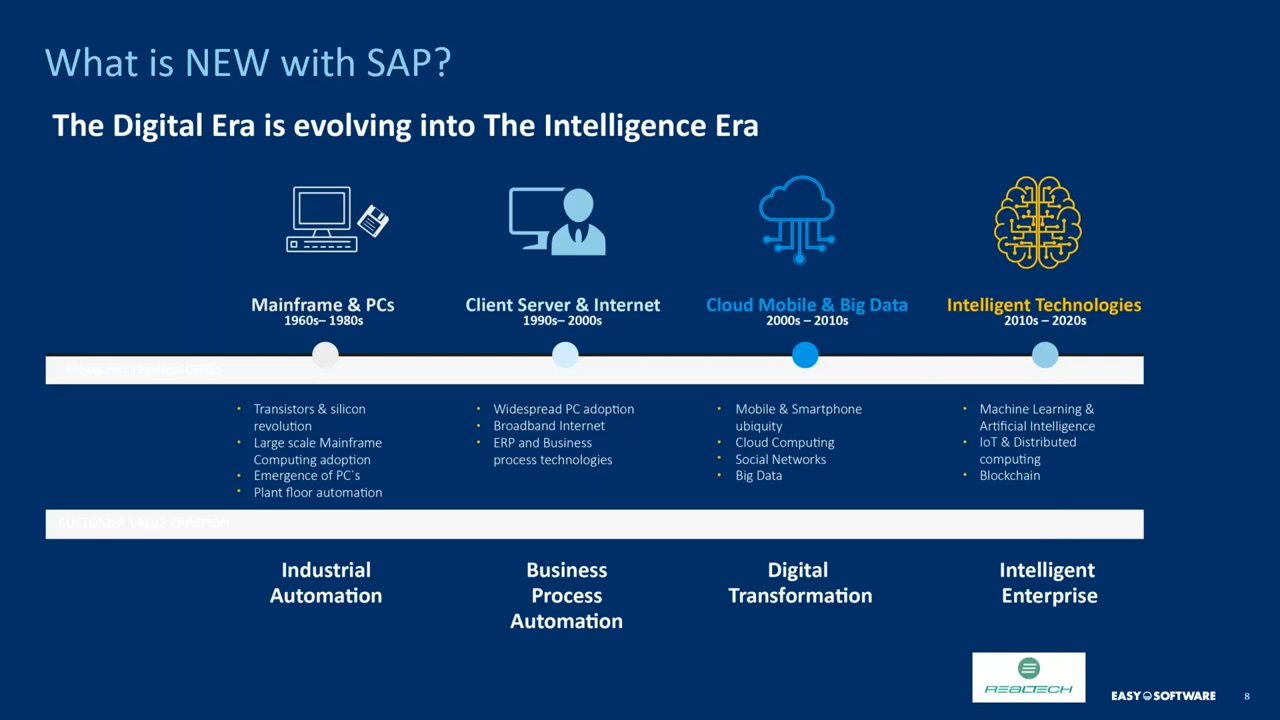 What is NEW with SAP?
The Digital Era is evolving into The Intelligence Era
Mainframe & PCs
1960s– 1980s
Client Server & Internet
1990s– 2000s
Cloud Mobile & Big Data
2000s – 2010s
Intelligent Technologies
2010s – 2020s
• Transistors & silicon
revolution
• Large scale Mainframe
Computing adoption
• Emergence of PC`s
• Plant floor automation
• Widespread PC adoption
• Broadband Internet
• ERP and Business
process technologies
• Mobile & Smartphone
ubiquity
• Cloud Computing
• Social Networks
• Big Data
• Machine Learning &
Artificial Intelligence
• IoT & Distributed
computing
• Blockchain
CUSTOMER VALUE CREATION
Industrial
Automation
Business
Process
Automation
Digital
Transformation
Intelligent
Enterprise
REALTECH
EASY SOFTWARE
8